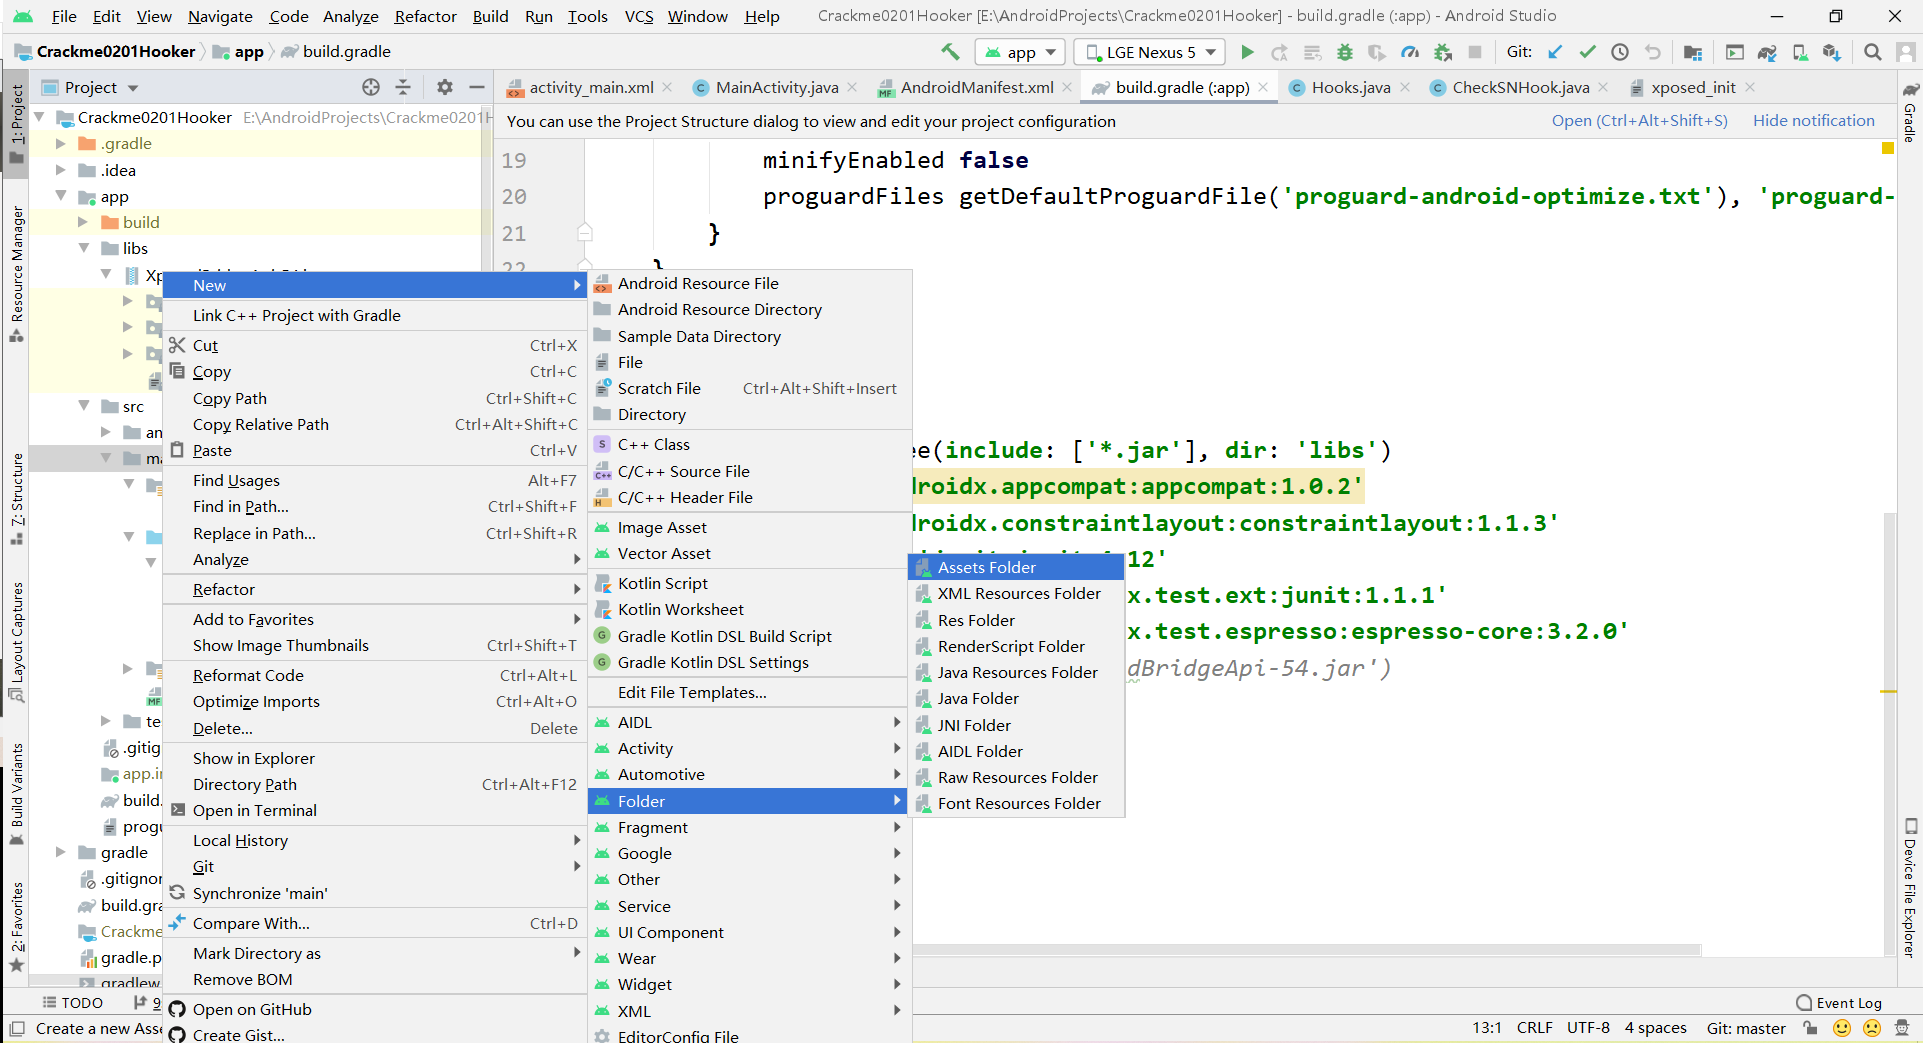 File Edit View Navigate Code Analyze Refactor Build Run Tools VCS Window Help Crackme0201Hooker [E:\AndroidProjects\Crackme0201Hooker] - build.gradle (:app) - Android Studio
Crackme0201Hooker app build.gradle app LGE Nexus 5 Git:
Project activity_main.xml MainActivity.java AndroidManifest.xml build.gradle (:app) Hooks.java CheckSNHook.java xposed_init
Crackme0201Hooker E:\AndroidProjects\Crackme0201H
You can use the Project Structure dialog to view and edit your project configuration Open (Ctrl+Alt+Shift+S) Hide notification
.gradle
.idea
app
build
libs
src
gradle
.gitignor
build.gra
Crackme
gradle.p
gradlew
.gitig
app.in
build.
progu
19 minifyEnabled false
20 proguardFiles getDefaultProguardFile('proguard-android-optimize.txt'), 'proguard-
21 }
22 }
ee(include: ['*.jar'], dir: 'libs')
droidx.appcompat:appcompat:1.0.2'
droidx.constraintlayout:constraintlayout:1.1.3'
12'
x.test.ext:junit:1.1.1'
x.test.espresso:espresso-core:3.2.0'
dBridgeApi-54.jar')
New
Link C++ Project with Gradle
Cut Ctrl+X
Copy Ctrl+C
Copy Path Ctrl+Shift+C
Copy Relative Path Ctrl+Alt+Shift+C
Paste Ctrl+V
Find Usages Alt+F7
Find in Path... Ctrl+Shift+F
Replace in Path... Ctrl+Shift+R
Analyze
Refactor
Add to Favorites
Show Image Thumbnails Ctrl+Shift+T
Reformat Code Ctrl+Alt+L
Optimize Imports Ctrl+Alt+O
Delete... Delete
Show in Explorer
Directory Path Ctrl+Alt+F12
Open in Terminal
Local History
Git
Synchronize 'main'
Compare With... Ctrl+D
Mark Directory as
Remove BOM
Open on GitHub
Create Gist...
Android Resource File
Android Resource Directory
Sample Data Directory
File
Scratch File Ctrl+Alt+Shift+Insert
Directory
C++ Class
C/C++ Source File
C/C++ Header File
Image Asset
Vector Asset
Kotlin Script
Kotlin Worksheet
Gradle Kotlin DSL Build Script
Gradle Kotlin DSL Settings
Edit File Templates...
AIDL
Activity
Automotive
Folder
Fragment
Google
Other
Service
UI Component
Wear
Widget
XML
EditorConfig File
Assets Folder
XML Resources Folder
Res Folder
RenderScript Folder
Java Resources Folder
Java Folder
JNI Folder
AIDL Folder
Raw Resources Folder
Font Resources Folder
1: Project
Resource Manager
7: Structure
Layout Captures
Build Variants
2: Favorites
Gradle
Device File Explorer
TODO 9 Event Log
Create a new Asse 13:1 CRLF UTF-8 4 spaces Git: master